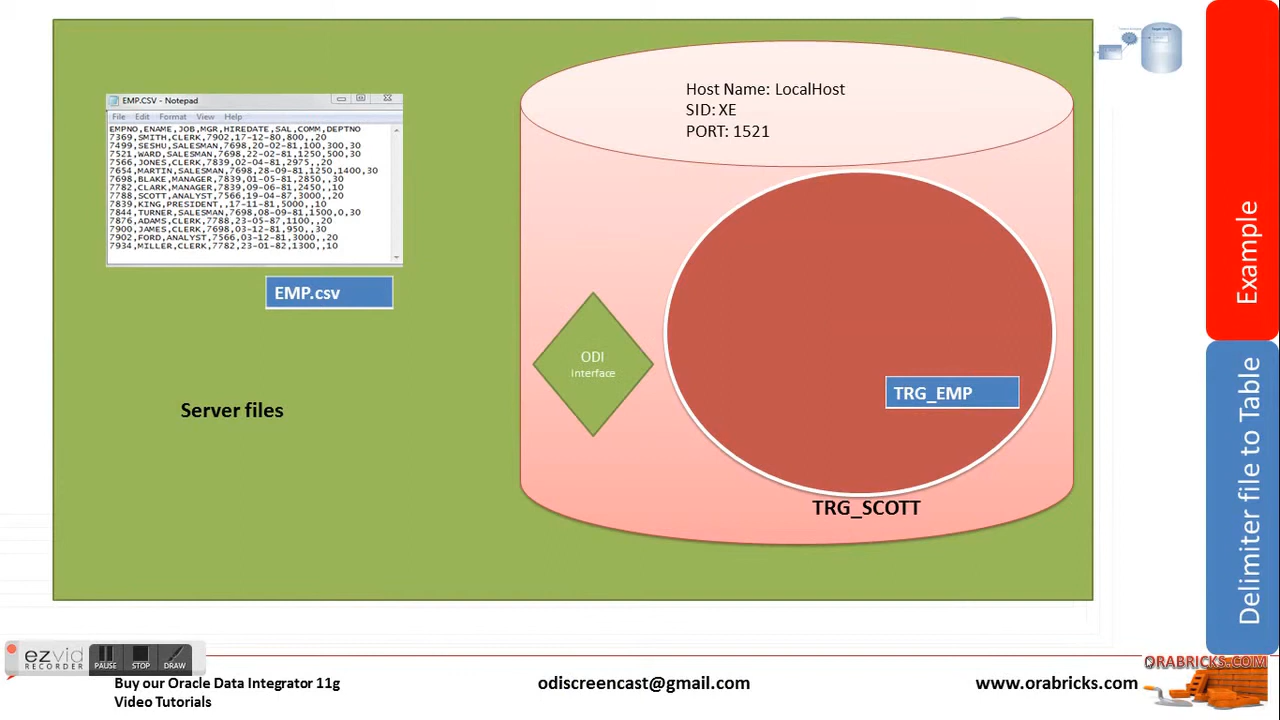 EMP.CSV - Notepad
File Edit Format View Help
EMPNO,ENAME,JOB,MGR,HIREDATE,SAL,COMM,DEPTNO
7369,SMITH,CLERK,7902,17-12-80,800,,20
7499,SESHU,SALESMAN,7698,20-02-81,100,300,30
7521,WARD,SALESMAN,7698,22-02-81,1250,500,30
7566,JONES,CLERK,7839,02-04-81,2975,,20
7654,MARTIN,SALESMAN,7698,28-09-81,1250,1400,30
7698,BLAKE,MANAGER,7839,01-05-81,2850,,30
7782,CLARK,MANAGER,7839,09-06-81,2450,,10
7788,SCOTT,ANALYST,7566,19-04-87,3000,,20
7839,KING,PRESIDENT,,17-11-81,5000,,10
7844,TURNER,SALESMAN,7698,08-09-81,1500,0,30
7876,ADAMS,CLERK,7788,23-05-87,1100,,20
7900,JAMES,CLERK,7698,03-12-81,950,,30
7902,FORD,ANALYST,7566,03-12-81,3000,,20
7934,MILLER,CLERK,7782,23-01-82,1300,,10
EMP.csv
Server files
Host Name: LocalHost
SID: XE
PORT: 1521
ODI
Interface
TRG_EMP
TRG_SCOTT
Example
Delimiter file to Table
ezvid
RECORDER
PAUSE
STOP
DRAW
Buy our Oracle Data Integrator 11g
Video Tutorials
odiscreencast@gmail.com
www.orabricks.com
ORABRICKS.COM